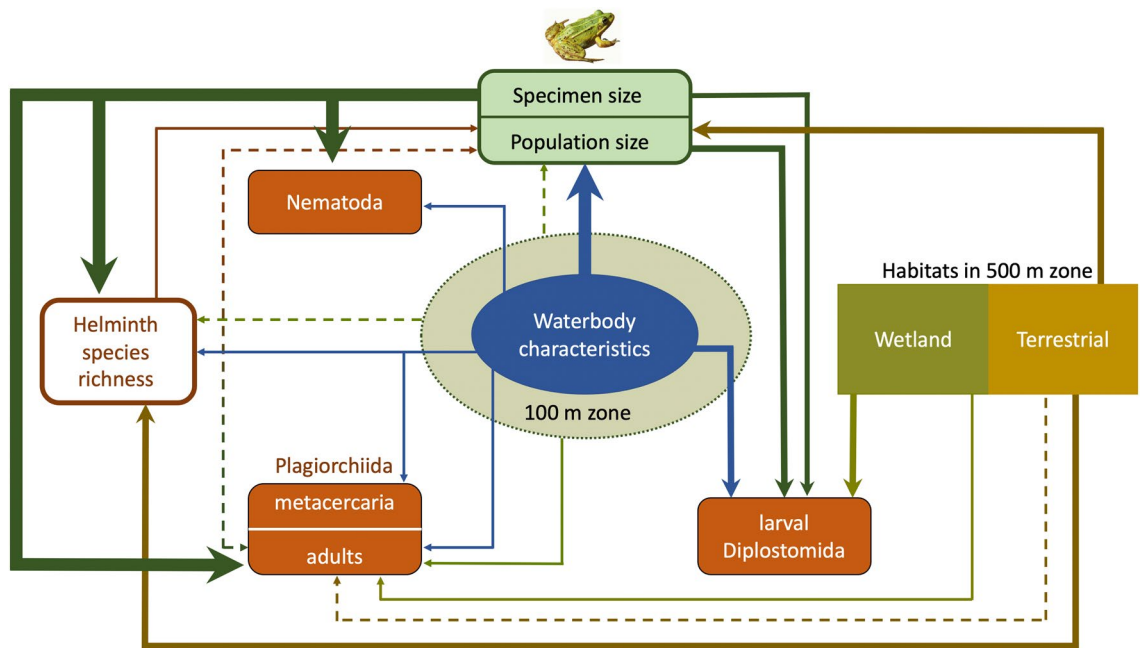 Specimen size
Population size
Nematoda
Habitats in 500 m zone
Helminth
species
richness
Waterbody
characteristics
Wetland
Terrestrial
100 m zone
Plagiorchiida
metacercaria
adults
larval
Diplostomida